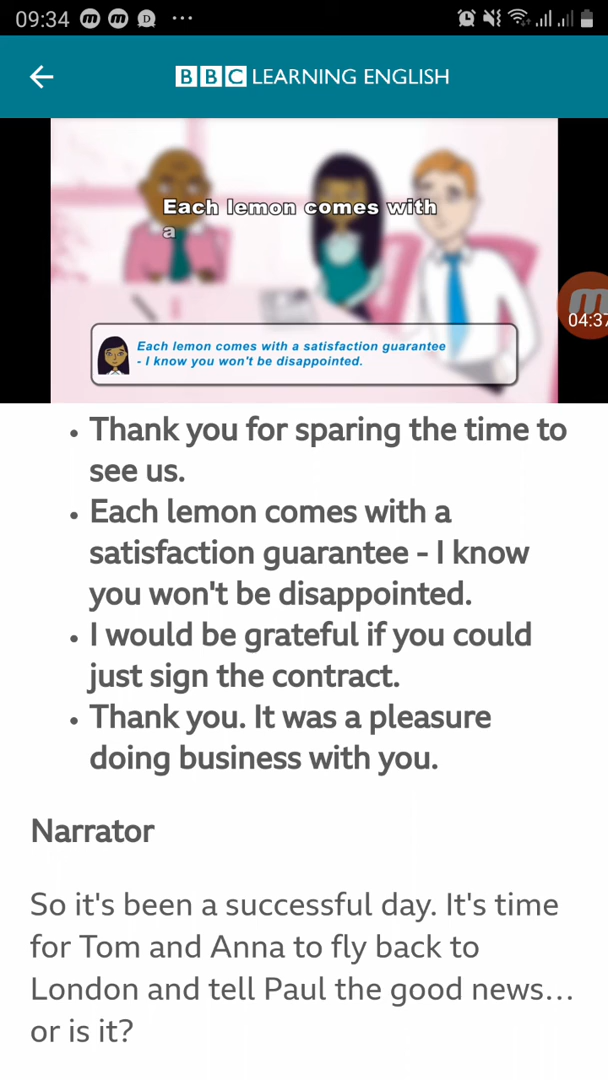 09:34
BBC LEARNING ENGLISH
Each lemon comes with
a
Each lemon comes with a satisfaction guarantee
- I know you won't be disappointed.
04:37
• Thank you for sparing the time to
see us.
• Each lemon comes with a
satisfaction guarantee - I know
you won't be disappointed.
• I would be grateful if you could
just sign the contract.
• Thank you. It was a pleasure
doing business with you.
Narrator
So it's been a successful day. It's time
for Tom and Anna to fly back to
London and tell Paul the good news...
or is it?